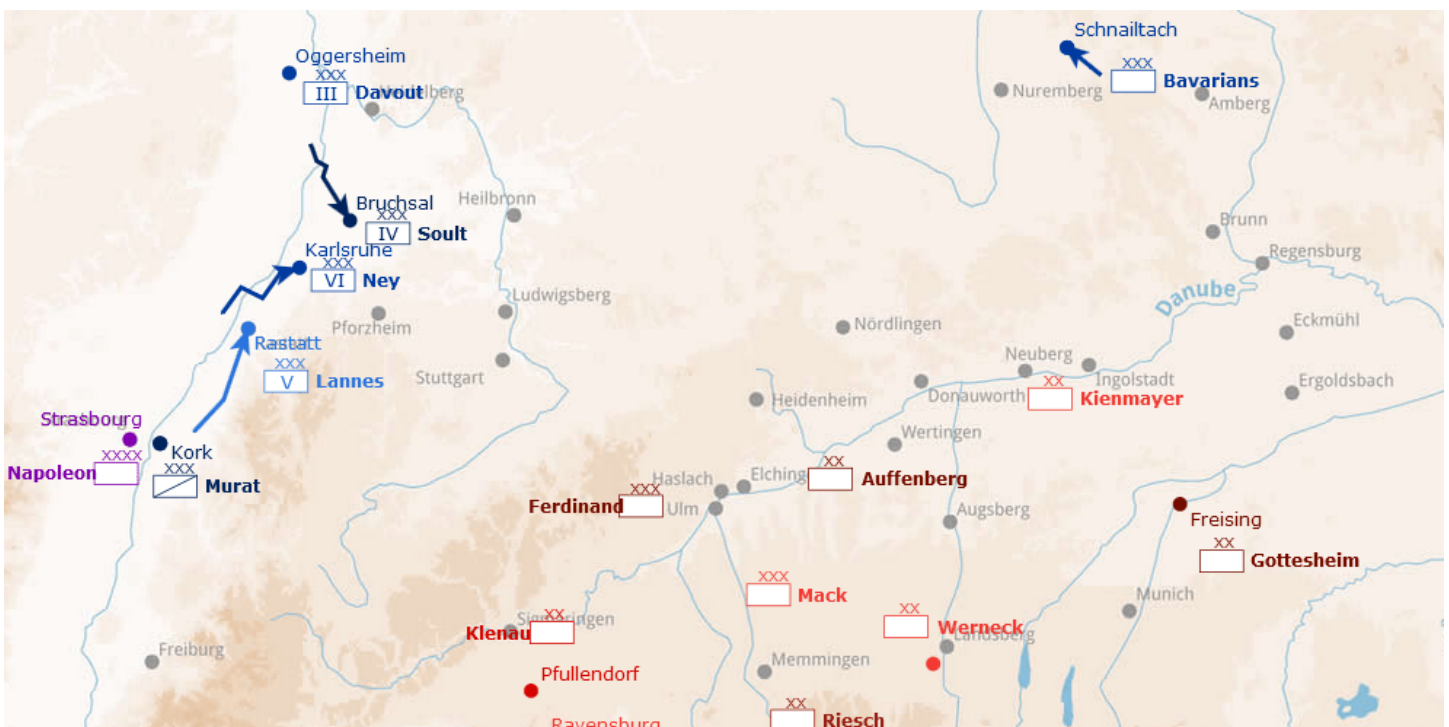 Schnailtach
Oggersheim
XXX
Bavarians
XXX
III
Davout
Nuremberg
Amberg
Bruchsal
XXX
IV
Soult
Heilbronn
Brunn
Karlsruhe
XXX
VI
Ney
Regensburg
Danube
Ludwigsberg
Pforzheim
Nördlingen
Eckmühl
Rastatt
XXX
V
Lannes
Stuttgart
Neuberg
Ingolstadt
Ergoldsbach
Heidenheim
Donauworth
XX
Kienmayer
Strasbourg
XXXX
Napoleon
Kork
XXX
Murat
Wertingen
Haslach
Elching
XX
Auffenberg
XXX
Ferdinand
Ulm
Augsberg
Freising
XX
Gottesheim
XXX
Mack
Munich
XX
Klenau
XX
Werneck
Landsberg
Freiburg
Pfullendorf
Memmingen
Ravensburg
XX
Riesch